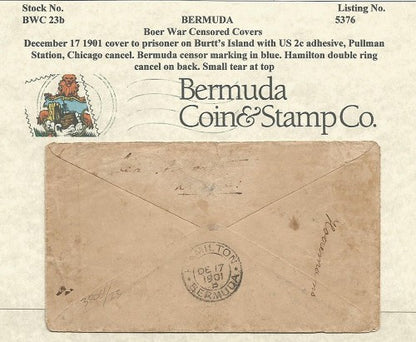 Stock No. BERMUDA Listing No.
BWC 23b Boer War Censored Covers 5376
December 17 1901 cover to prisoner on Burtt's Island with US 2c adhesive, Pullman
Station, Chicago cancel. Bermuda censor marking in blue. Hamilton double ring
cancel on back. Small tear at top
Bermuda
Coin & Stamp Co.
MILTON
DE 17
1901
BERMUDA